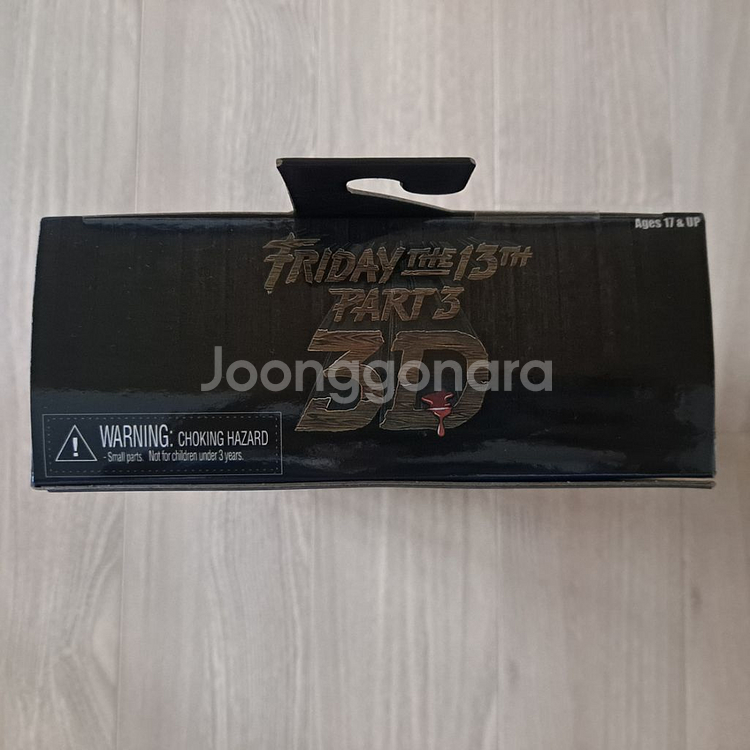 Ages 17 & UP
FRIDAY THE 13TH
PART 3
3D
Joonggonara
WARNING: CHOKING HAZARD
- Small parts. Not for children under 3 years.